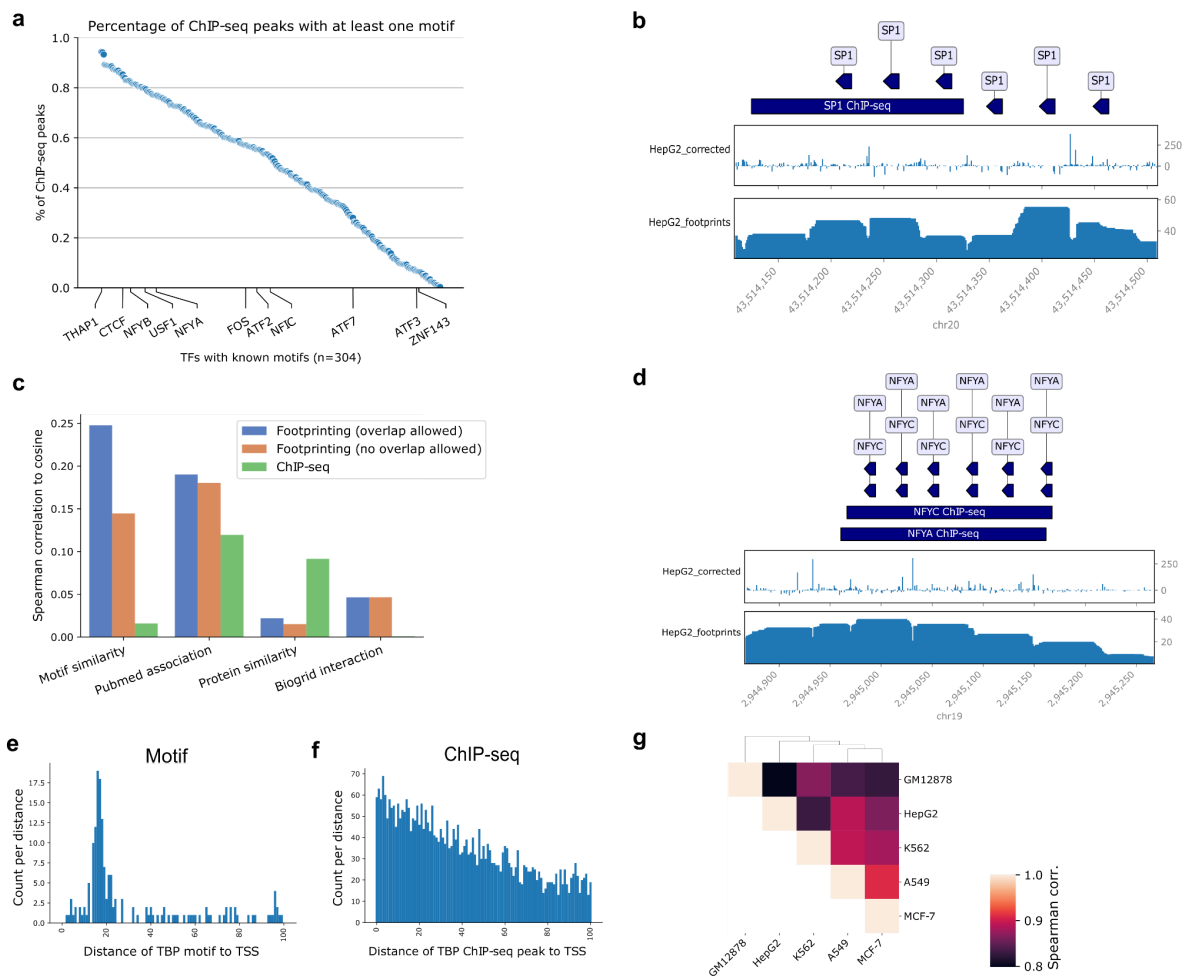 a
Percentage of ChIP-seq peaks with at least one motif
% of ChIP-seq peaks
1.0
0.8
0.6
0.4
0.2
0.0
THAP1
CTCF
NFYB
USF1
NFYA
FOS
ATF2
NFIC
ATF7
ATF3
ZNF143
TFs with known motifs (n=304)
b
SP1
SP1 SP1
SP1
SP1 SP1
SP1 ChIP-seq
HepG2_corrected
250
0
HepG2_footprints
60
40
43,514,150
43,514,200
43,514,250
43,514,300
43,514,350
43,514,400
43,514,450
43,514,500
chr20
c
Spearman correlation to cosine
0.25
0.20
0.15
0.10
0.05
0.00
Footprinting (overlap allowed)
Footprinting (no overlap allowed)
ChIP-seq
Motif similarity
Pubmed association
Protein similarity
Biogrid interaction
d
NFYA NFYA NFYA
NFYA NFYA NFYA
NFYC NFYC NFYC
NFYC NFYC NFYC
NFYC ChIP-seq
NFYA ChIP-seq
HepG2_corrected
250
0
HepG2_footprints
40
20
2,944,900
2,944,950
2,945,000
2,945,050
2,945,100
2,945,150
2,945,200
2,945,250
chr19
e
Motif
Count per distance
17.5
15.0
12.5
10.0
7.5
5.0
2.5
0.0
0 20 40 60 80 100
Distance of TBP motif to TSS
f
ChIP-seq
Count per distance
70
60
50
40
30
20
10
0
0 20 40 60 80 100
Distance of TBP ChIP-seq peak to TSS
g
GM12878
HepG2
K562
A549
MCF-7
GM12878
HepG2
K562
A549
MCF-7
1.0
0.9
0.8
Spearman corr.